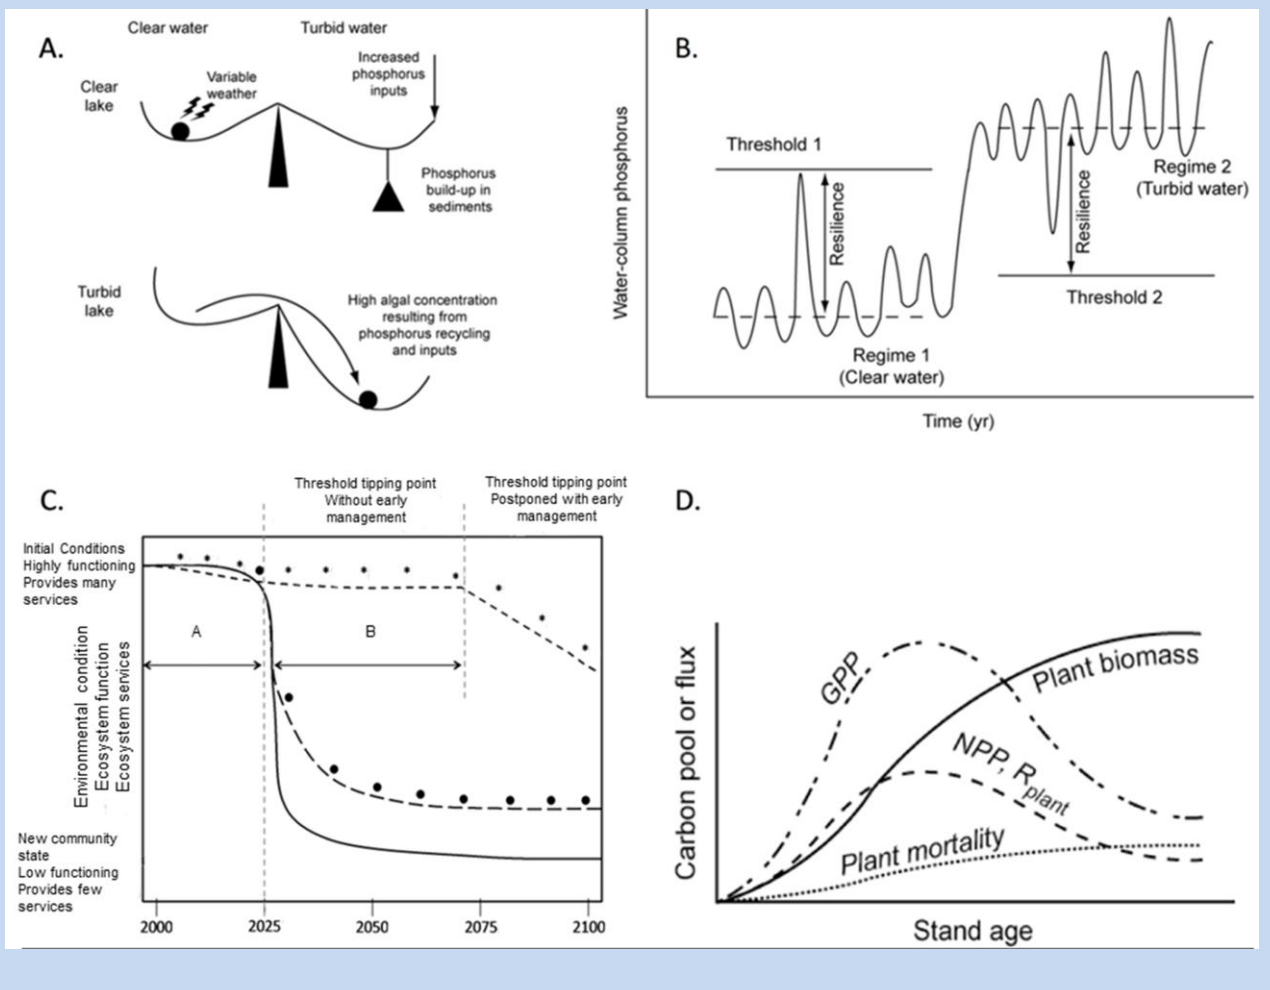 A.
Clear water
Turbid water
Clear
lake
Variable
weather
Increased
phosphorus
inputs
Phosphorus
build-up in
sediments
Turbid
lake
High algal concentration
resulting from
phosphorus recycling
and inputs
B.
Water-column phosphorus
Threshold 1
Resilience
Regime 1
(Clear water)
Regime 2
(Turbid water)
Resilience
Threshold 2
Time (yr)
C.
Threshold tipping point
Without early
management
Threshold tipping point
Postponed with early
management
Initial Conditions
Highly functioning
Provides many
services
A
B
Environmental condition
Ecosystem function
Ecosystem services
New community
state
Low functioning
Provides few
services
2000 2025 2050 2075 2100
D.
Carbon pool or flux
GPP
Plant biomass
NPP, R plant
Plant mortality
Stand age